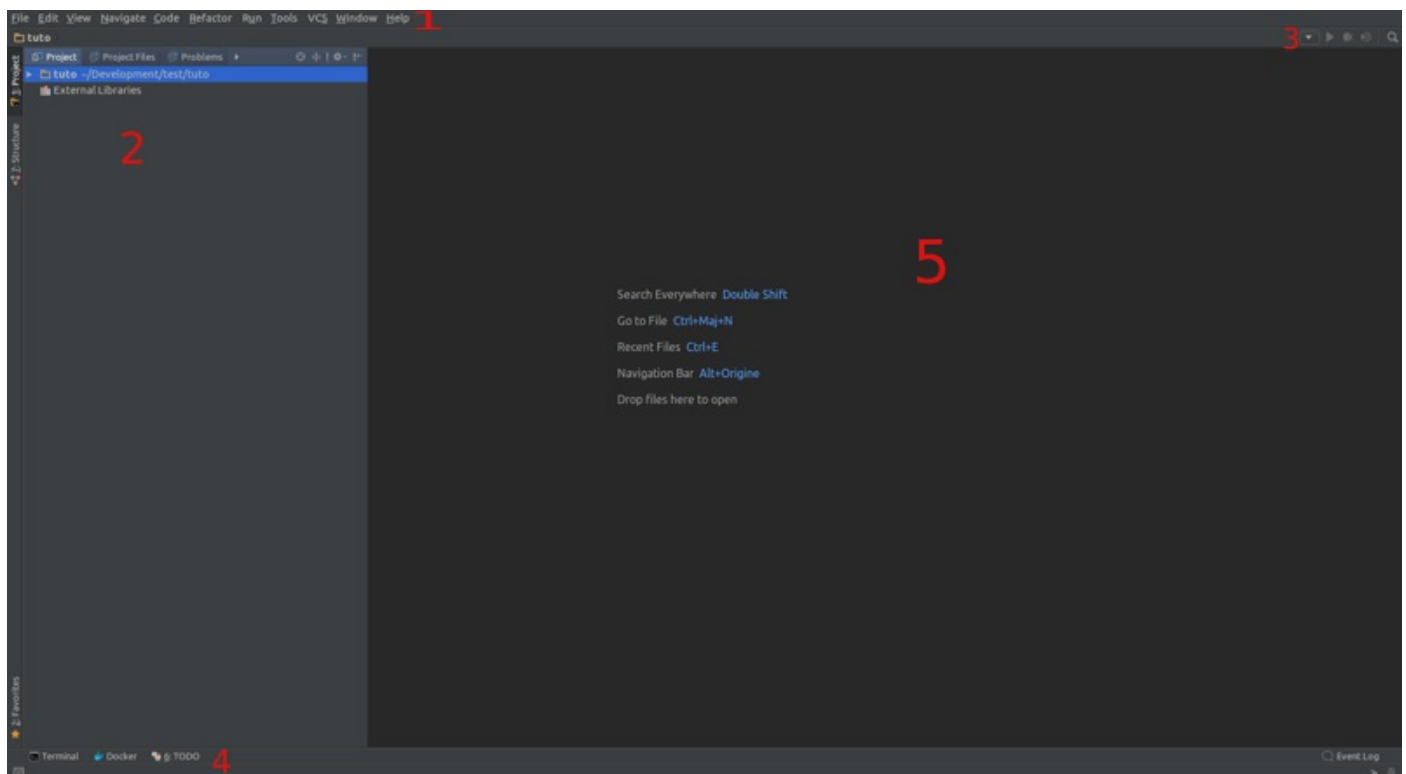 File Edit View Navigate Code Refactor Run Tools VCS Window Help 1
tuto 3
Project Project Files Problems
tuto ~/Development/test/tuto
External Libraries
1: Project
2
7: Structure
5
Search Everywhere Double Shift
Go to File Ctrl+Maj+N
Recent Files Ctrl+E
Navigation Bar Alt+Origine
Drop files here to open
2: Favorites
Terminal Docker 6: TODO 4 Event Log